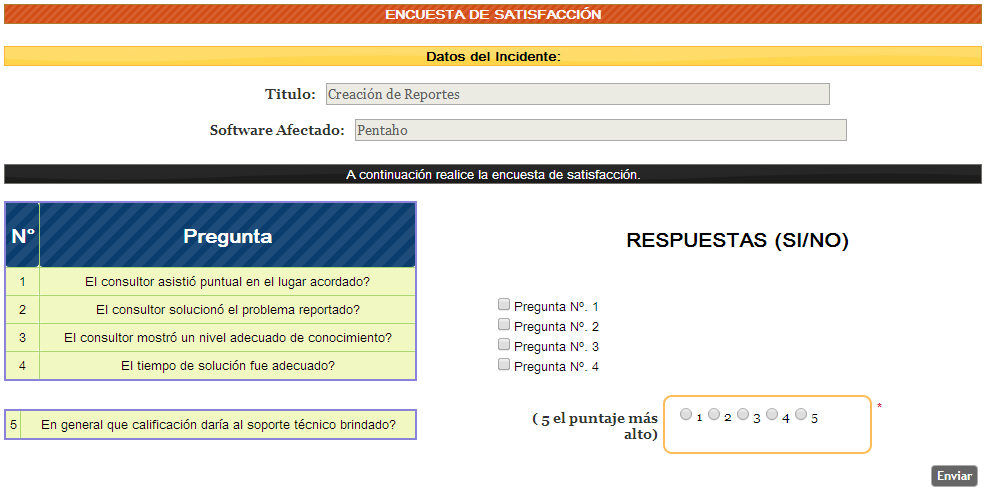 ENCUESTA DE SATISFACCIÓN
Datos del Incidente:
Titulo: Creación de Reportes
Software Afectado: Pentaho
A continuación realice la encuesta de satisfacción.
N° Pregunta
1 El consultor asistió puntual en el lugar acordado?
2 El consultor solucionó el problema reportado?
3 El consultor mostró un nivel adecuado de conocimiento?
4 El tiempo de solución fue adecuado?
5 En general que calificación daría al soporte técnico brindado?
RESPUESTAS (SI/NO)
Pregunta Nº. 1
Pregunta Nº. 2
Pregunta Nº. 3
Pregunta Nº. 4
( 5 el puntaje más
alto)
1 2 3 4 5 *
Enviar